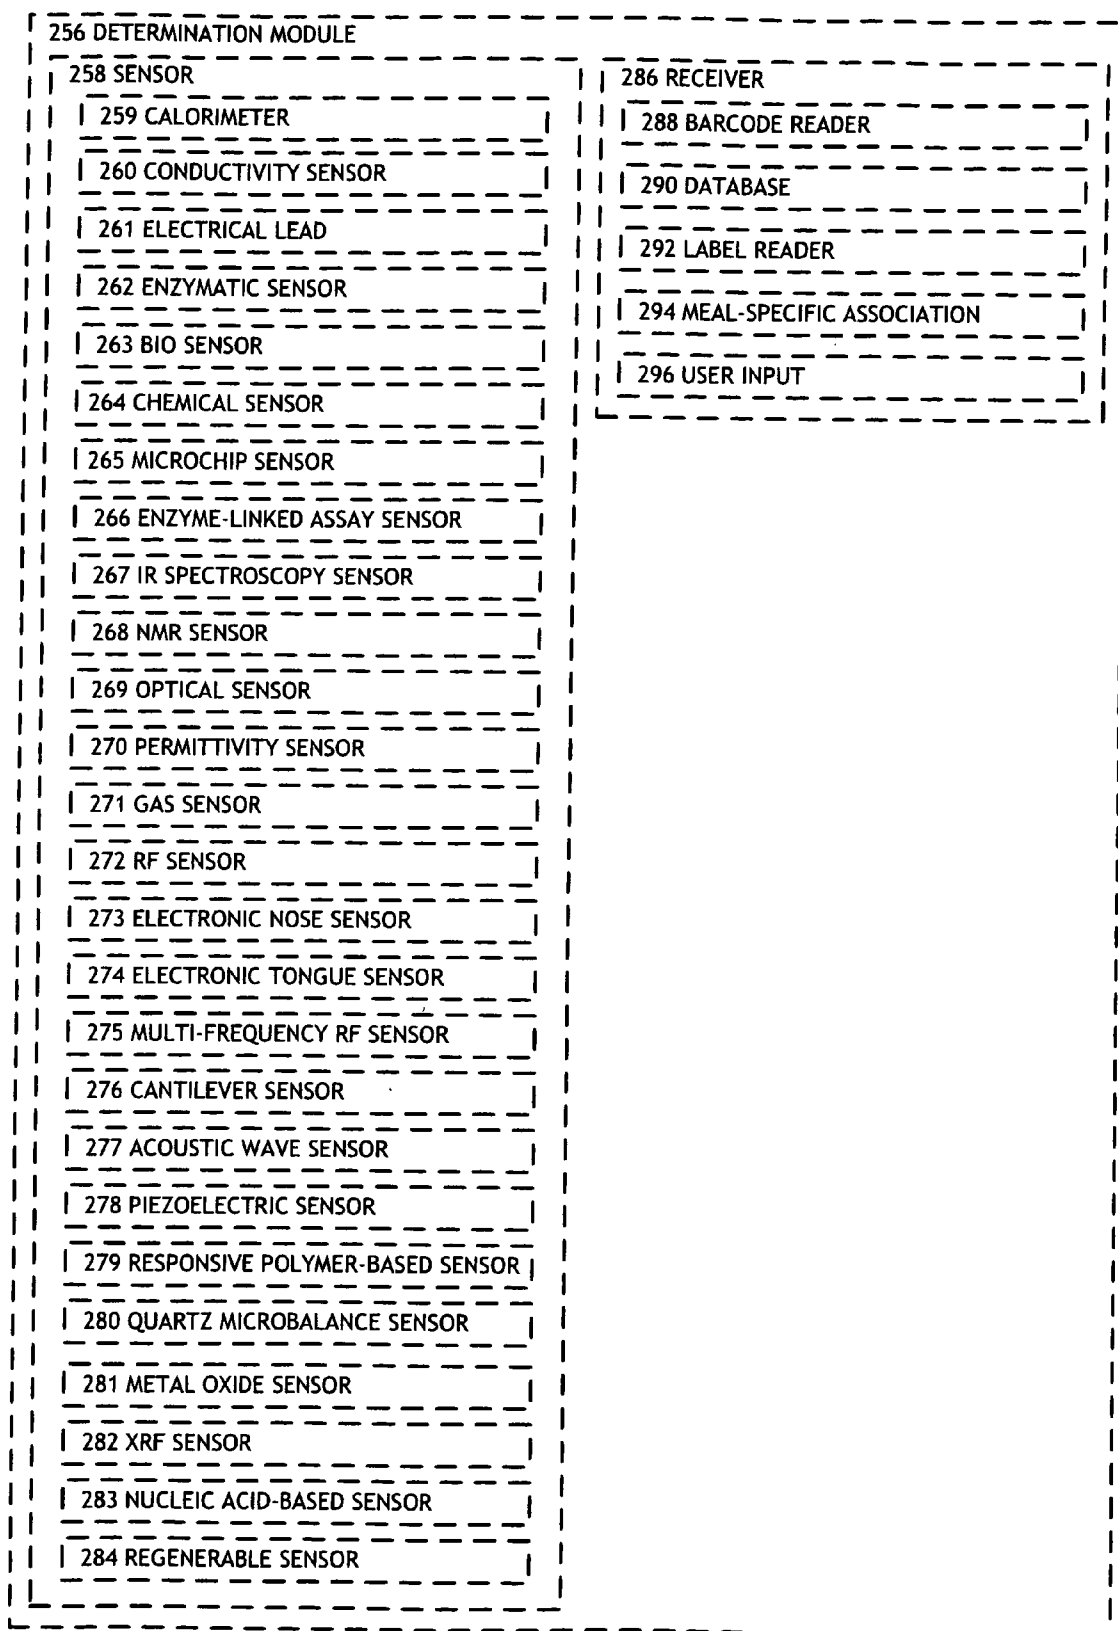 256 DETERMINATION MODULE
258 SENSOR
259 CALORIMETER
260 CONDUCTIVITY SENSOR
261 ELECTRICAL LEAD
262 ENZYMATIC SENSOR
263 BIO SENSOR
264 CHEMICAL SENSOR
265 MICROCHIP SENSOR
266 ENZYME-LINKED ASSAY SENSOR
267 IR SPECTROSCOPY SENSOR
268 NMR SENSOR
269 OPTICAL SENSOR
270 PERMITTIVITY SENSOR
271 GAS SENSOR
272 RF SENSOR
273 ELECTRONIC NOSE SENSOR
274 ELECTRONIC TONGUE SENSOR
275 MULTI-FREQUENCY RF SENSOR
276 CANTILEVER SENSOR
277 ACOUSTIC WAVE SENSOR
278 PIEZOELECTRIC SENSOR
279 RESPONSIVE POLYMER-BASED SENSOR
280 QUARTZ MICROBALANCE SENSOR
281 METAL OXIDE SENSOR
282 XRF SENSOR
283 NUCLEIC ACID-BASED SENSOR
284 REGENERABLE SENSOR
286 RECEIVER
288 BARCODE READER
290 DATABASE
292 LABEL READER
294 MEAL-SPECIFIC ASSOCIATION
296 USER INPUT